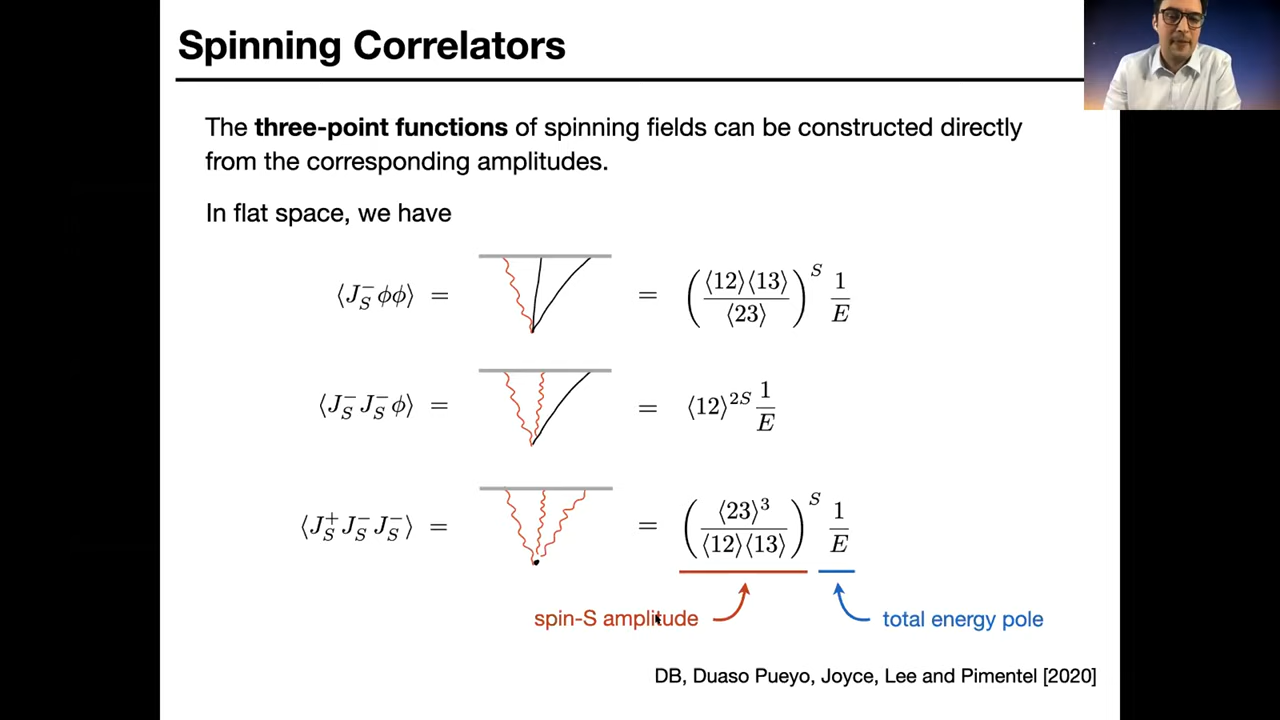 Spinning Correlators
The three-point functions of spinning fields can be constructed directly
from the corresponding amplitudes.
In flat space, we have
⟨J_S^- ϕϕ⟩ = = (⟨12⟩⟨13⟩/⟨23⟩)^S 1/E
⟨J_S^- J_S^- ϕ⟩ = = ⟨12⟩^{2S} 1/E
⟨J_S^+ J_S^- J_S^-⟩ = = (⟨23⟩^3/⟨12⟩⟨13⟩)^S 1/E
spin-S amplitude total energy pole
DB, Duaso Pueyo, Joyce, Lee and Pimentel [2020]